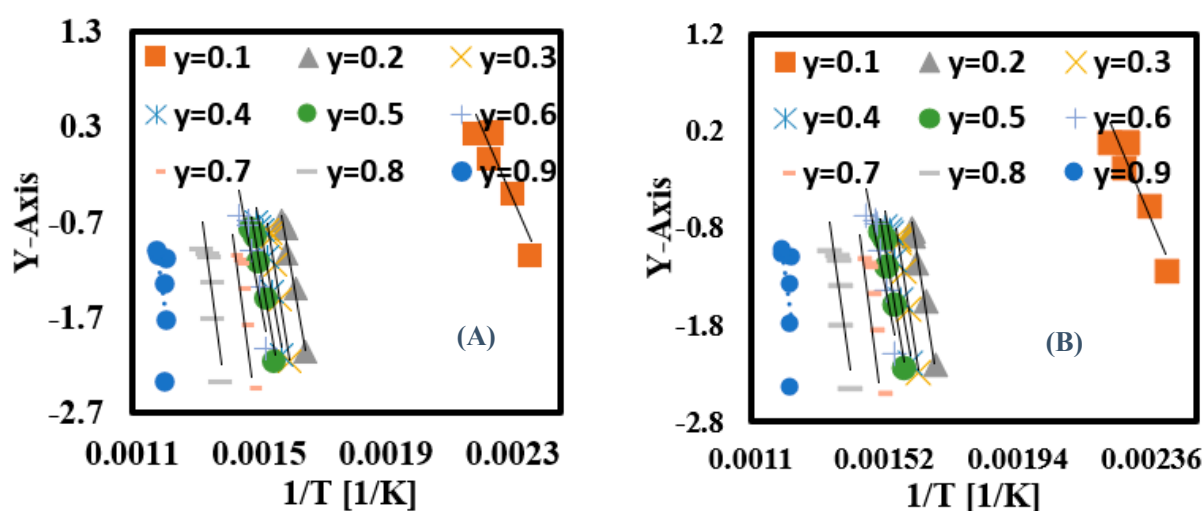 1.3
0.3
-0.7
-1.7
-2.7
Y-Axis
y=0.1 y=0.2 y=0.3
y=0.4 y=0.5 y=0.6
y=0.7 y=0.8 y=0.9
(A)
0.0011 0.0015 0.0019 0.0023
1/T [1/K]
1.2
0.2
-0.8
-1.8
-2.8
Y-Axis
y=0.1 y=0.2 y=0.3
y=0.4 y=0.5 y=0.6
y=0.7 y=0.8 y=0.9
(B)
0.0011 0.00152 0.00194 0.00236
1/T [1/K]